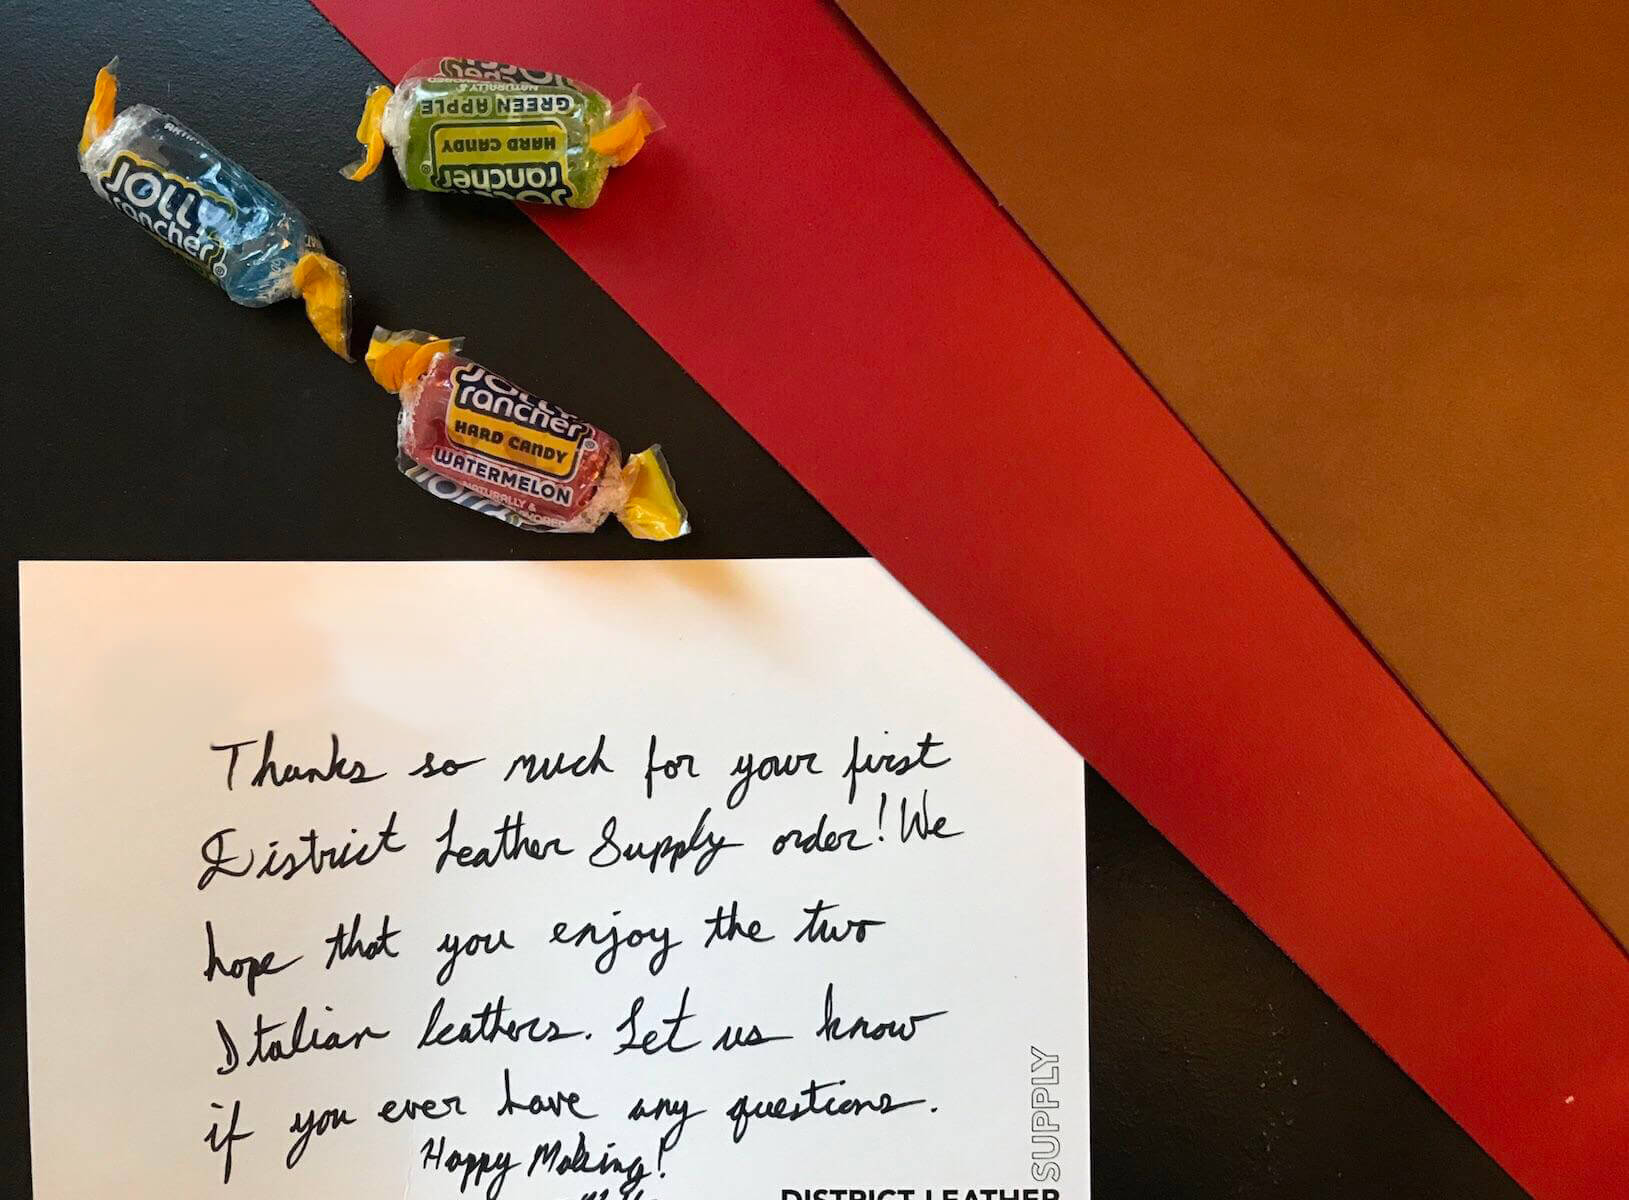 JOLLY
rancher
JOLLY
rancher
HARD CANDY
GREEN APPLE
NATURALLY &
rancher
JOLLY
rancher
HARD CANDY
WATERMELON
NATURALLY &
JOLLY
Thanks so much for your first
District Leather Supply order! We
hope that you enjoy the two
Italian leathers. Let us know
if you ever have any questions.
Happy Making!
SUPPLY
DISTRICT LEATHER